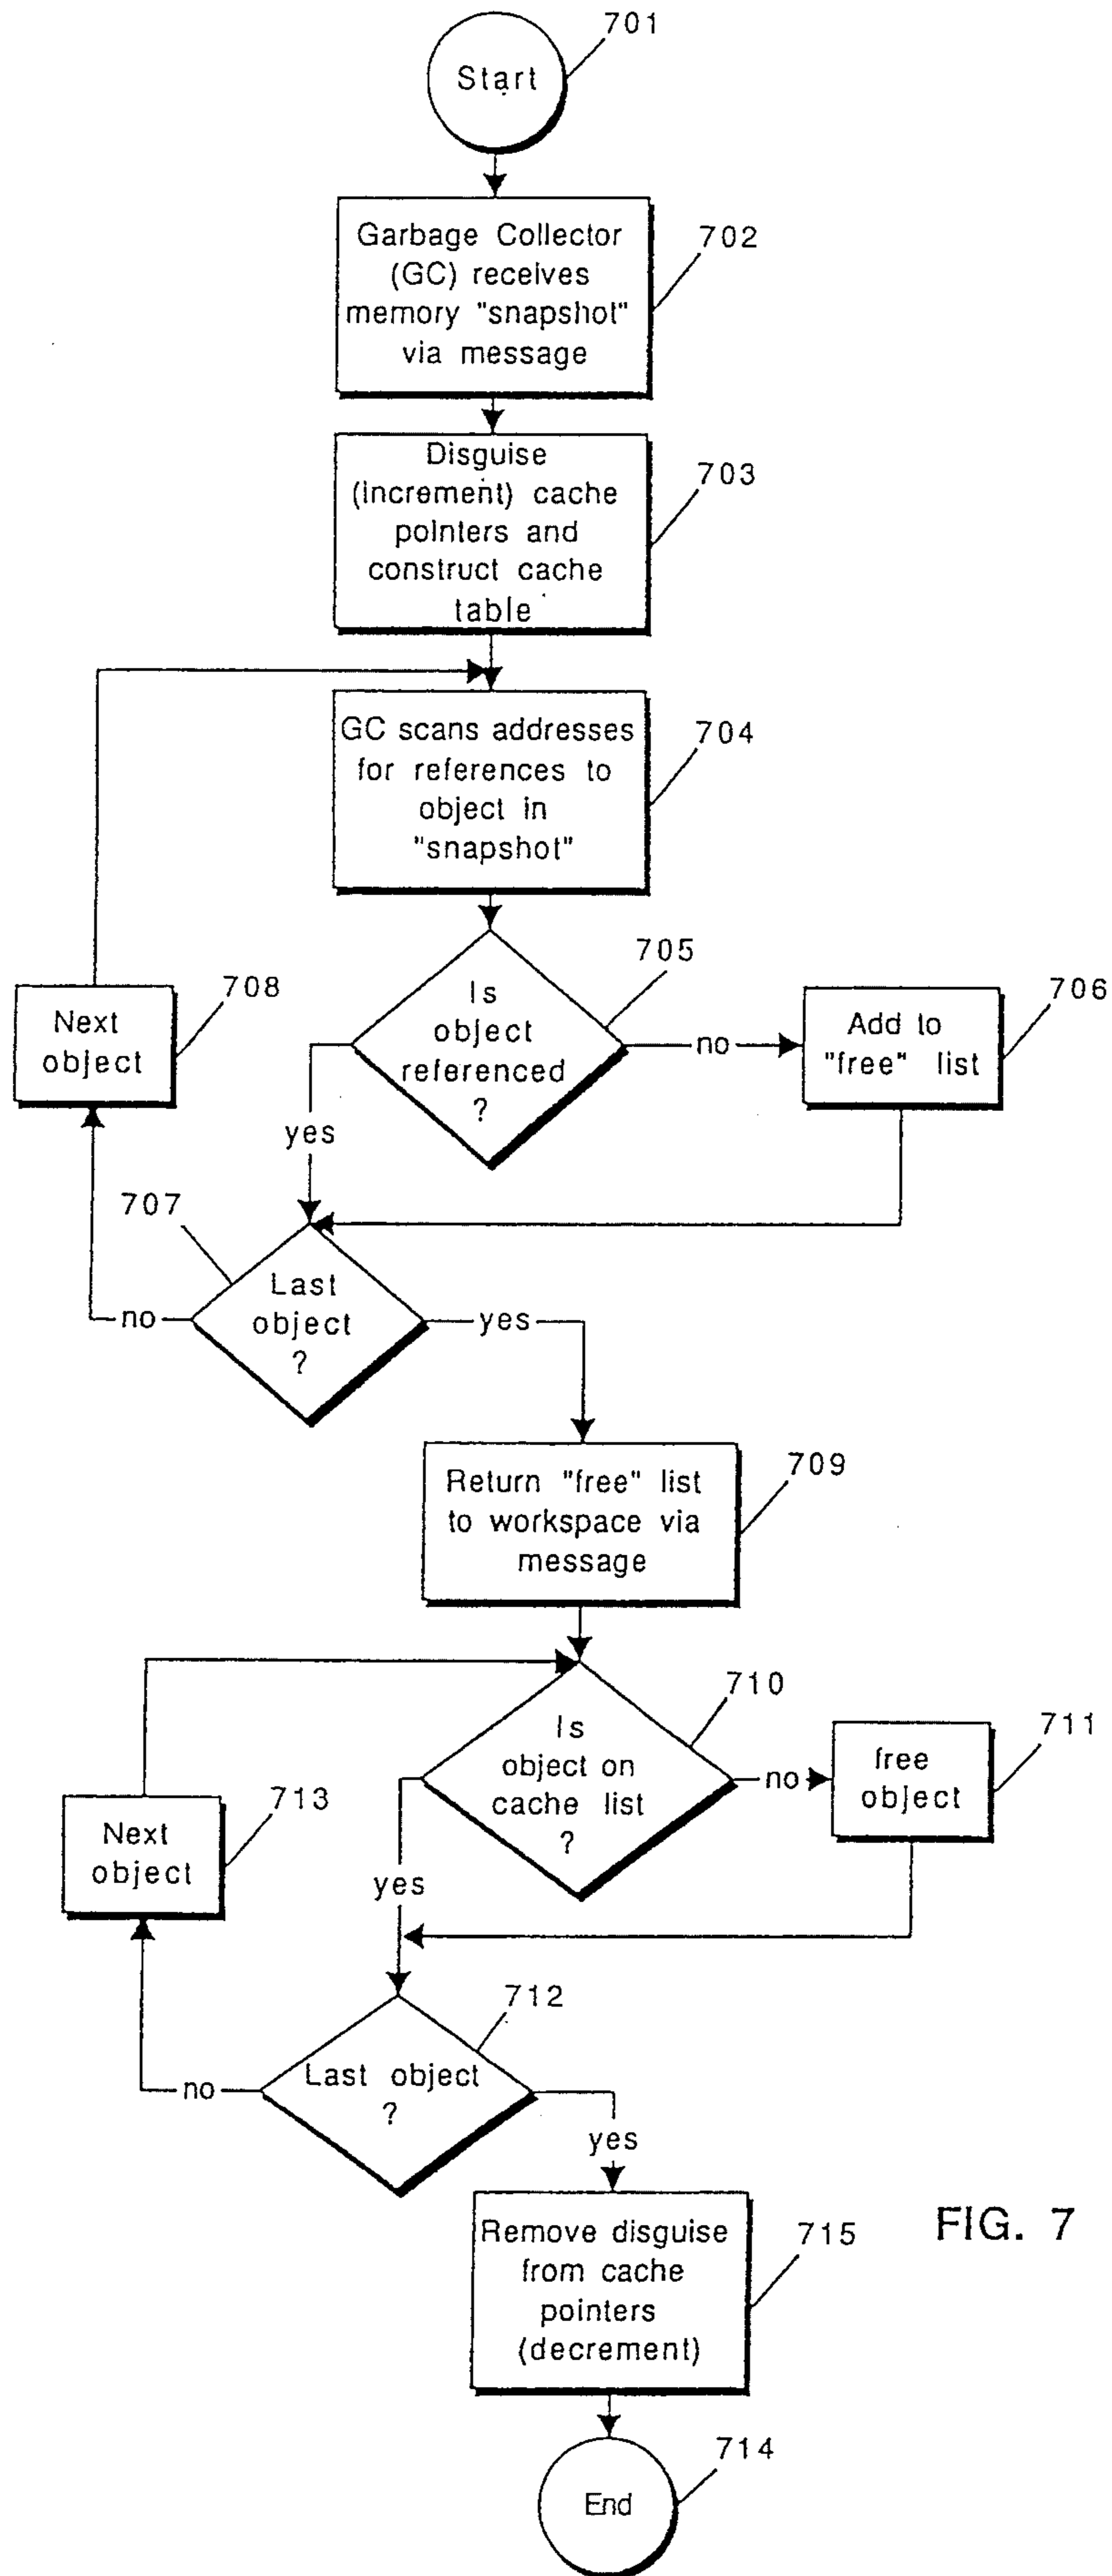 701
Start
Garbage Collector
(GC) receives
memory "snapshot"
via message
702
Disguise
(increment) cache
pointers and
construct cache
table
703
GC scans addresses
for references to
object in
"snapshot"
704
Is
object
referenced
?
705
no
Add to
"free" list
706
Next
object
708
yes
707
Last
object
?
no
yes
Return "free" list
to workspace via
message
709
Is
object on
cache list
?
710
no
free
object
711
Next
object
713
yes
712
Last object
?
no
yes
Remove disguise
from cache
pointers
(decrement)
715
FIG. 7
714
End